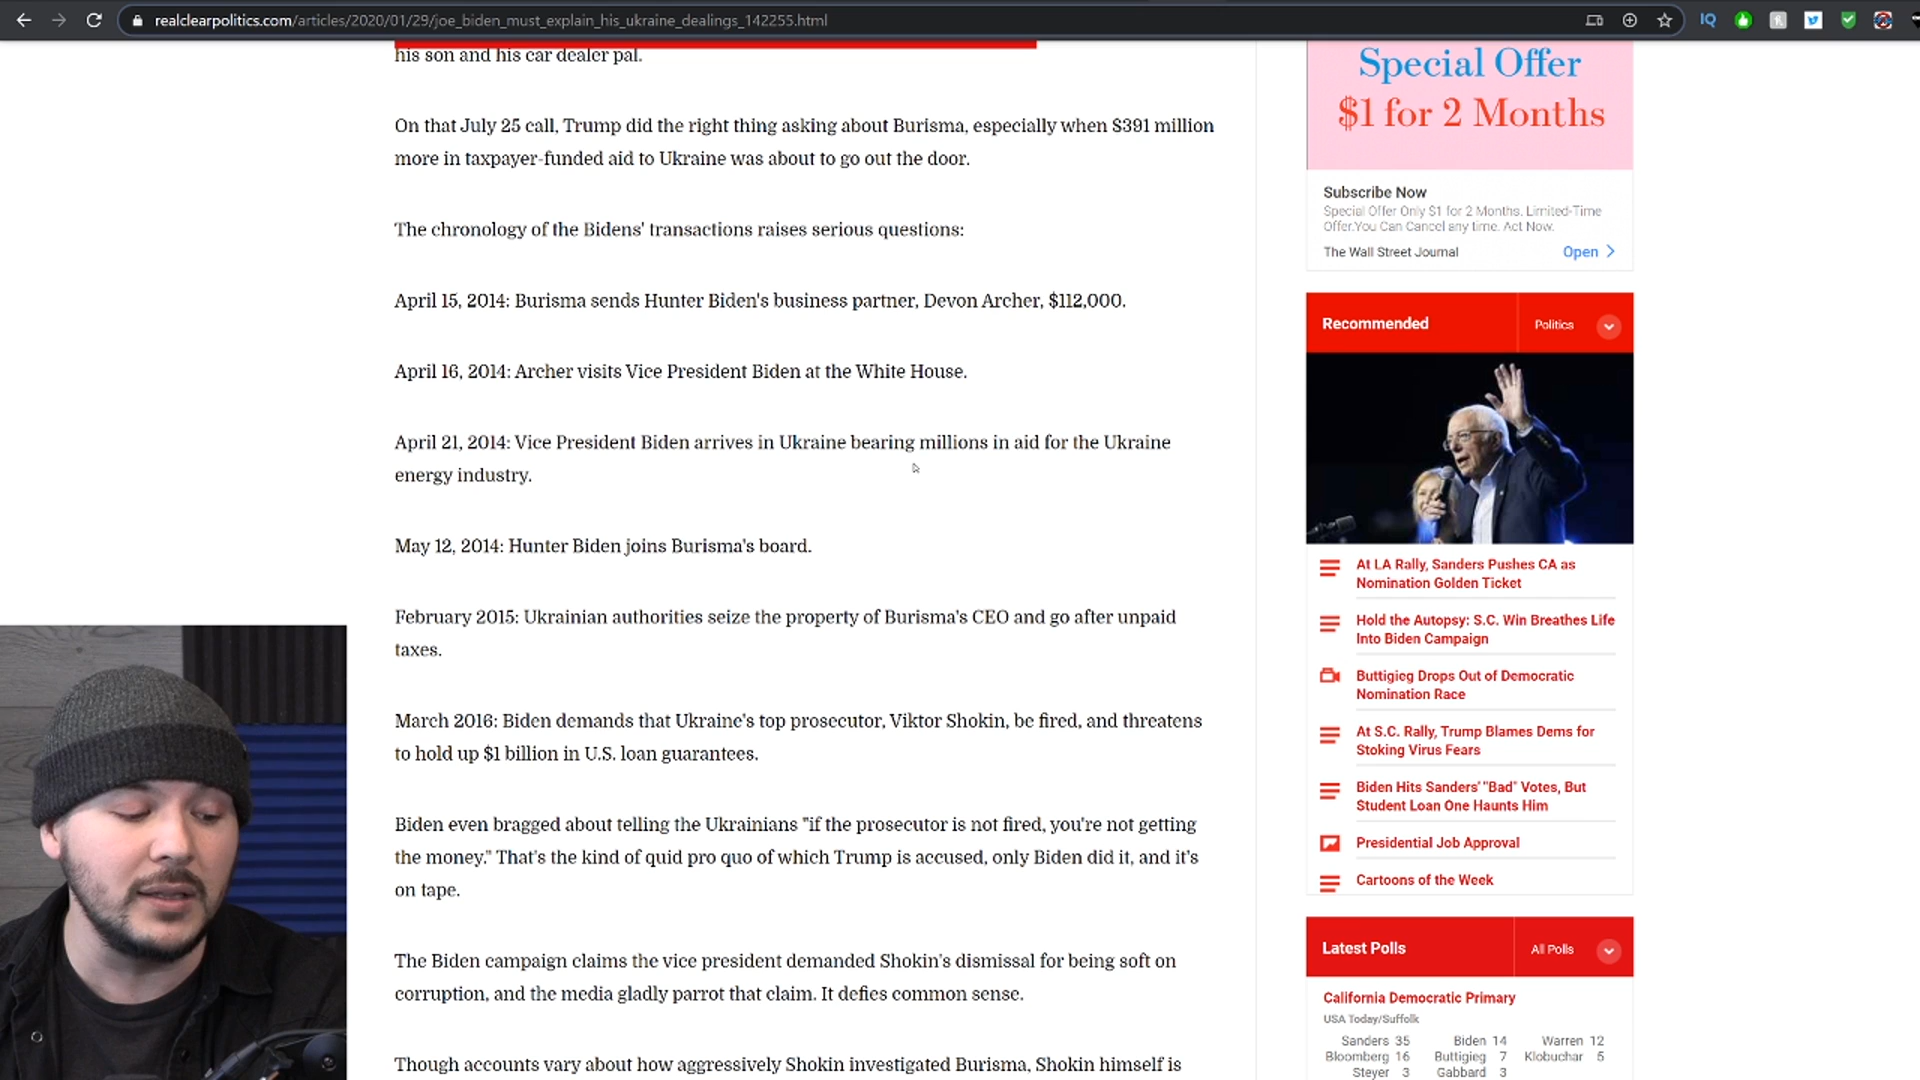 realclearpolitics.com/articles/2020/01/29/joe_biden_must_explain_his_ukraine_dealings_142255.html
his son and his car dealer pal.
On that July 25 call, Trump did the right thing asking about Burisma, especially when $391 million
more in taxpayer-funded aid to Ukraine was about to go out the door.
The chronology of the Bidens' transactions raises serious questions:
April 15, 2014: Burisma sends Hunter Biden's business partner, Devon Archer, $112,000.
April 16, 2014: Archer visits Vice President Biden at the White House.
April 21, 2014: Vice President Biden arrives in Ukraine bearing millions in aid for the Ukraine
energy industry.
May 12, 2014: Hunter Biden joins Burisma's board.
February 2015: Ukrainian authorities seize the property of Burisma's CEO and go after unpaid
taxes.
March 2016: Biden demands that Ukraine's top prosecutor, Viktor Shokin, be fired, and threatens
to hold up $1 billion in U.S. loan guarantees.
Biden even bragged about telling the Ukrainians "if the prosecutor is not fired, you're not getting
the money." That's the kind of quid pro quo of which Trump is accused, only Biden did it, and it's
on tape.
The Biden campaign claims the vice president demanded Shokin's dismissal for being soft on
corruption, and the media gladly parrot that claim. It defies common sense.
Though accounts vary about how aggressively Shokin investigated Burisma, Shokin himself is
Special Offer
$1 for 2 Months
Subscribe Now
Special Offer Only $1 for 2 Months. Limited-Time
Offer.You Can Cancel any time. Act Now.
The Wall Street Journal
Open
Recommended
Politics
At LA Rally, Sanders Pushes CA as
Nomination Golden Ticket
Hold the Autopsy: S.C. Win Breathes Life
Into Biden Campaign
Buttigieg Drops Out of Democratic
Nomination Race
At S.C. Rally, Trump Blames Dems for
Stoking Virus Fears
Biden Hits Sanders' "Bad" Votes, But
Student Loan One Haunts Him
Presidential Job Approval
Cartoons of the Week
Latest Polls
All Polls
California Democratic Primary
USA Today/Suffolk
Sanders 35 Biden 14 Warren 12
Bloomberg 16 Buttigieg 7 Klobuchar 5
Steyer 3 Gabbard 3
IQ